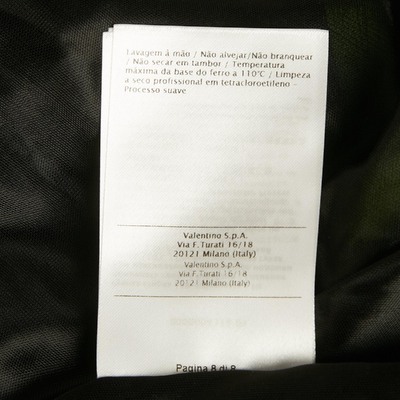 Lavagem à mão / Não alvejar/Não branquear
/ Não secar em tambor / Temperatura
máxima da base do ferro a 110°C / Limpeza
a seco profissional em tetracloroetileno -
Processo suave
Valentino S.p.A.
Via F.Turati 16/18
20121 Milano (Italy)
Valentino S.p.A.
Via F.Turati 16/18
20121 Milano (Italy)
Pagina 8 di 8